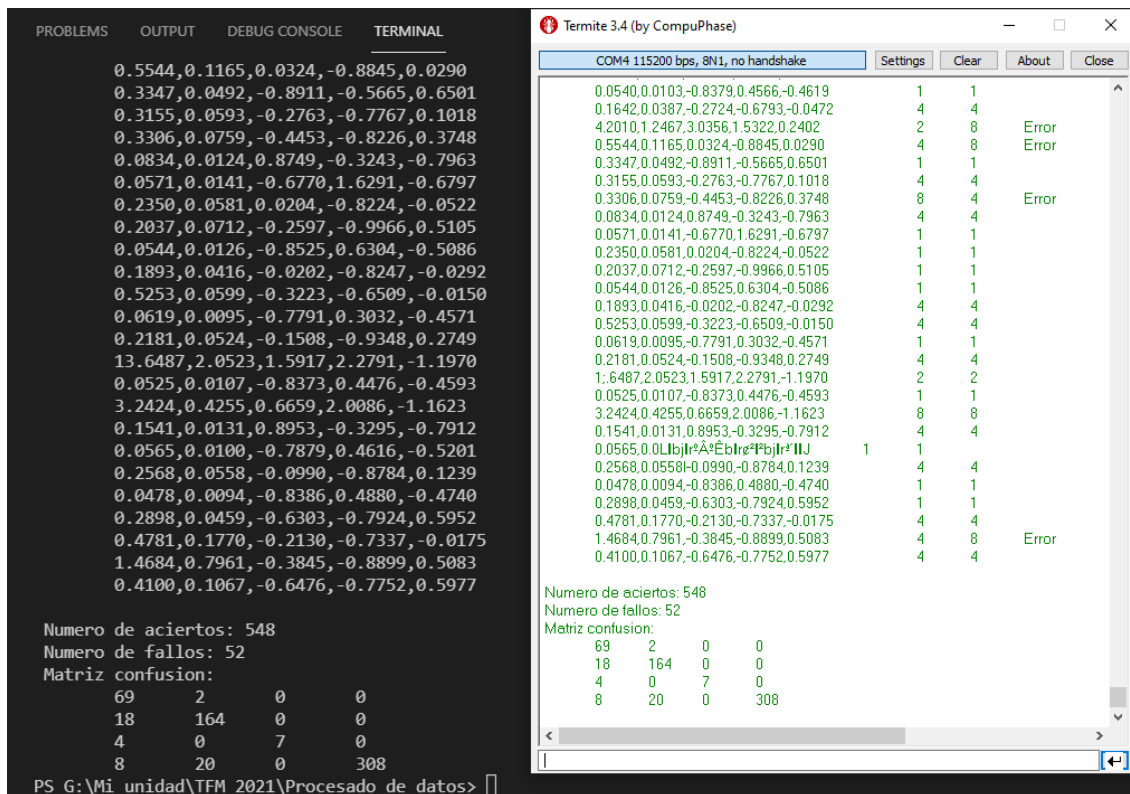 PROBLEMS OUTPUT DEBUG CONSOLE TERMINAL
0.5544,0.1165,0.0324,-0.8845,0.0290
0.3347,0.0492,-0.8911,-0.5665,0.6501
0.3155,0.0593,-0.2763,-0.7767,0.1018
0.3306,0.0759,-0.4453,-0.8226,0.3748
0.0834,0.0124,0.8749,-0.3243,-0.7963
0.0571,0.0141,-0.6770,1.6291,-0.6797
0.2350,0.0581,0.0204,-0.8224,-0.0522
0.2037,0.0712,-0.2597,-0.9966,0.5105
0.0544,0.0126,-0.8525,0.6304,-0.5086
0.1893,0.0416,-0.0202,-0.8247,-0.0292
0.5253,0.0599,-0.3223,-0.6509,-0.0150
0.0619,0.0095,-0.7791,0.3032,-0.4571
0.2181,0.0524,-0.1508,-0.9348,0.2749
13.6487,2.0523,1.5917,2.2791,-1.1970
0.0525,0.0107,-0.8373,0.4476,-0.4593
3.2424,0.4255,0.6659,2.0086,-1.1623
0.1541,0.0131,0.8953,-0.3295,-0.7912
0.0565,0.0100,-0.7879,0.4616,-0.5201
0.2568,0.0558,-0.0990,-0.8784,0.1239
0.0478,0.0094,-0.8386,0.4880,-0.4740
0.2898,0.0459,-0.6303,-0.7924,0.5952
0.4781,0.1770,-0.2130,-0.7337,-0.0175
1.4684,0.7961,-0.3845,-0.8899,0.5083
0.4100,0.1067,-0.6476,-0.7752,0.5977
Numero de aciertos: 548
Numero de fallos: 52
Matriz confusion:
69 2 0 0
18 164 0 0
4 0 7 0
8 20 0 308
PS G:\Mi unidad\TFM 2021\Procesado de datos>
Termite 3.4 (by CompuPhase)
COM4 115200 bps, 8N1, no handshake Settings Clear About Close
0.0540,0.0103,-0.8379,0.4566,-0.4619 1 1
0.1642,0.0387,-0.2724,-0.6793,-0.0472 4 4
4.2010,1.2467,3.0356,1.5322,0.2402 2 8 Error
0.5544,0.1165,0.0324,-0.8845,0.0290 4 8 Error
0.3347,0.0492,-0.8911,-0.5665,0.6501 1 1
0.3155,0.0593,-0.2763,-0.7767,0.1018 4 4
0.3306,0.0759,-0.4453,-0.8226,0.3748 8 4 Error
0.0834,0.0124,0.8749,-0.3243,-0.7963 4 4
0.0571,0.0141,-0.6770,1.6291,-0.6797 1 1
0.2350,0.0581,0.0204,-0.8224,-0.0522 1 1
0.2037,0.0712,-0.2597,-0.9966,0.5105 1 1
0.0544,0.0126,-0.8525,0.6304,-0.5086 1 1
0.1893,0.0416,-0.0202,-0.8247,-0.0292 4 4
0.5253,0.0599,-0.3223,-0.6509,-0.0150 4 4
0.0619,0.0095,-0.7791,0.3032,-0.4571 1 1
0.2181,0.0524,-0.1508,-0.9348,0.2749 4 4
1;.6487,2.0523,1.5917,2.2791,-1.1970 2 2
0.0525,0.0107,-0.8373,0.4476,-0.4593 1 1
3.2424,0.4255,0.6659,2.0086,-1.1623 8 8
0.1541,0.0131,0.8953,-0.3295,-0.7912 4 4
1 1
0.2568,0.0558I-0.0990,-0.8784,0.1239 4 4
0.0478,0.0094,-0.8386,0.4880,-0.4740 1 1
0.2898,0.0459,-0.6303,-0.7924,0.5952 1 1
0.4781,0.1770,-0.2130,-0.7337,-0.0175 4 4
1.4684,0.7961,-0.3845,-0.8899,0.5083 4 8 Error
0.4100,0.1067,-0.6476,-0.7752,0.5977 4 4
Numero de aciertos: 548
Numero de fallos: 52
Matriz confusion:
69 2 0 0
18 164 0 0
4 0 7 0
8 20 0 308